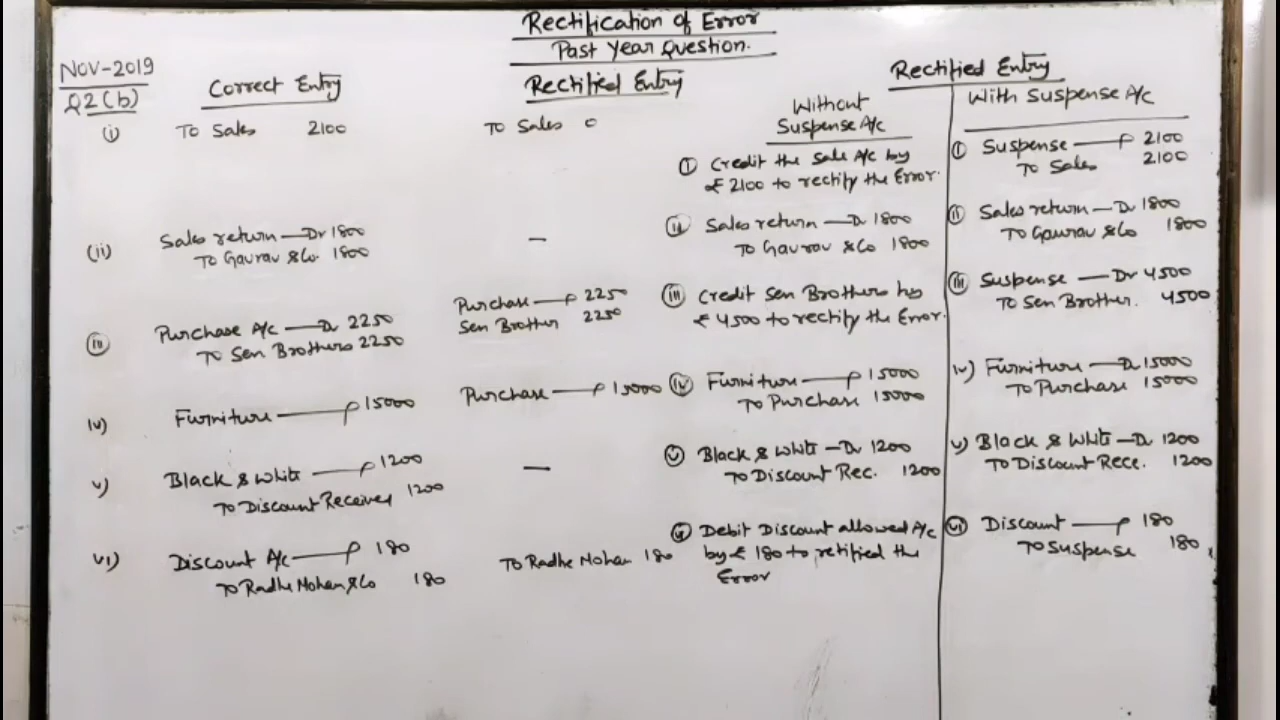 Rectification of Error
Past Year Question.
NOV-2019
Q2(b)
Correct Entry
Rectified Entry
Rectified Entry
Without
Suspense A/c
With Suspense A/c
(i) To Sales 2100
To Sales 0
(i) Credit the Sale A/c by
₹ 2100 to rectify the Error.
(i) Suspense — Dr 2100
To Sales 2100
(ii) Sales return — Dr 1800
To Gaurav & Co. 1800
—
(ii) Sales return — Dr 1800
To Gaurav & Co 1800
(ii) Sales return — Dr 1800
To Gaurav & Co 1800
(iii) Purchase A/c — Dr 2250
To Sen Brothers 2250
Purchase — Dr 2250
Sen Brother 2250
(iii) Credit Sen Brothers by
₹ 4500 to rectify the Error.
(iii) Suspense — Dr 4500
To Sen Brother. 4500
iv) Furniture — Dr 15000
Purchase — Dr 15000
(iv) Furniture — Dr 15000
To Purchase 15000
iv) Furniture — Dr 15000
To Purchase 15000
v) Black & White — Dr 1200
To Discount Received 1200
—
(v) Black & White — Dr 1200
To Discount Rec. 1200
v) Black & White — Dr 1200
To Discount Rece. 1200
vi) Discount A/c — Dr 180
To Radhe Mohan & Co 180
To Radhe Mohan 180
(vi) Debit Discount allowed A/c
by ₹ 180 to retified the
Error
(vi) Discount — Dr 180
To Suspense 180